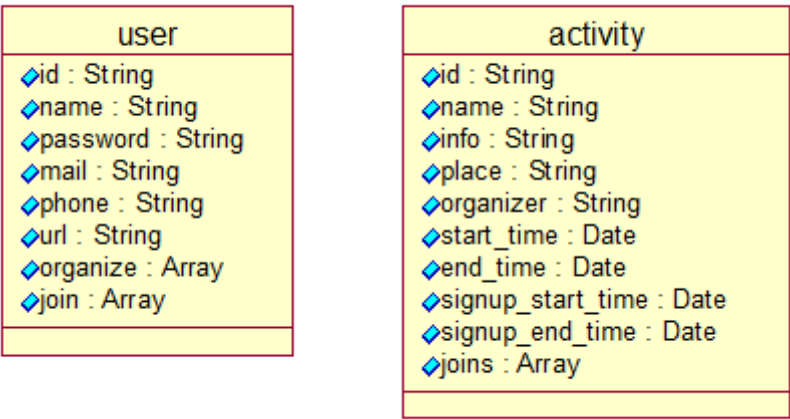 user
id : String
name : String
password : String
mail : String
phone : String
url : String
organize : Array
join : Array
activity
id : String
name : String
info : String
place : String
organizer : String
start_time : Date
end_time : Date
signup_start_time : Date
signup_end_time : Date
joins : Array